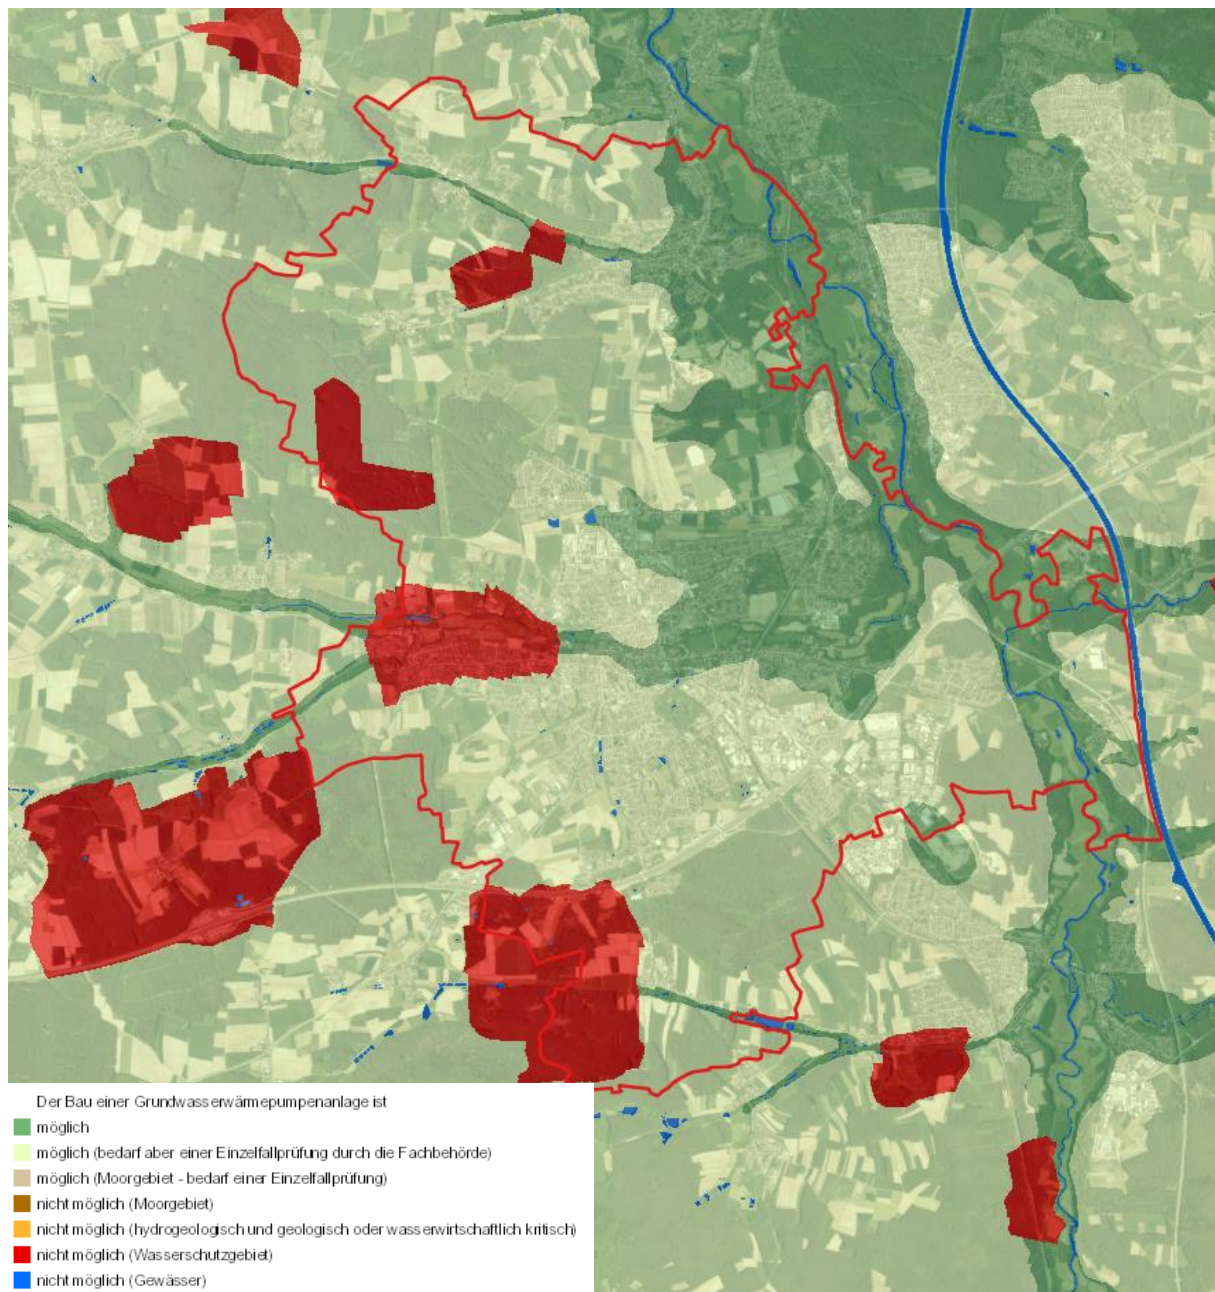 Der Bau einer Grundwasserwärmepumpenanlage ist
möglich
möglich (bedarf aber einer Einzelfallprüfung durch die Fachbehörde)
möglich (Moorgebiet - bedarf einer Einzelfallprüfung)
nicht möglich (Moorgebiet)
nicht möglich (hydrogeologisch und geologisch oder wasserwirtschaftlich kritisch)
nicht möglich (Wasserschutzgebiet)
nicht möglich (Gewässer)